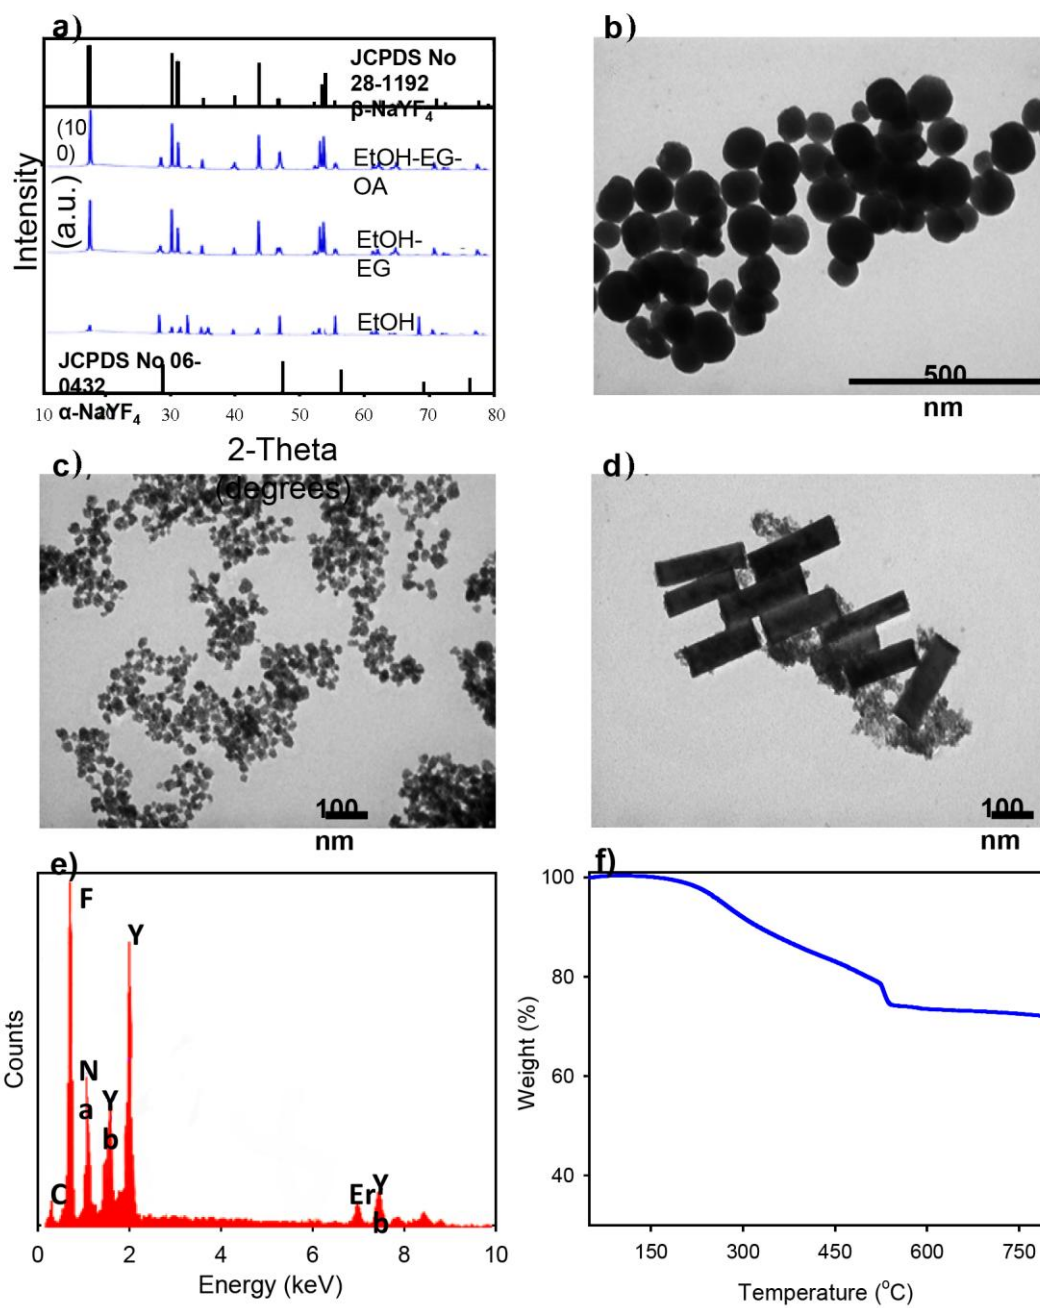 a)
JCPDS No
28-1192
β-NaYF4
(10
0)
EtOH-EG-
OA
Intensity
(a.u.)
EtOH-
EG
EtOH
JCPDS No 06-
0432
α-NaYF4
10 20 30 40 50 60 70 80
2-Theta
(degrees)
b)
500
nm
c)
100
nm
d)
100
nm
e)
F
Y
N
a
Y
b
C
Er
Y
b
Counts
0 2 4 6 8 10
Energy (keV)
f)
100
80
60
40
Weight (%)
150 300 450 600 750
Temperature (°C)